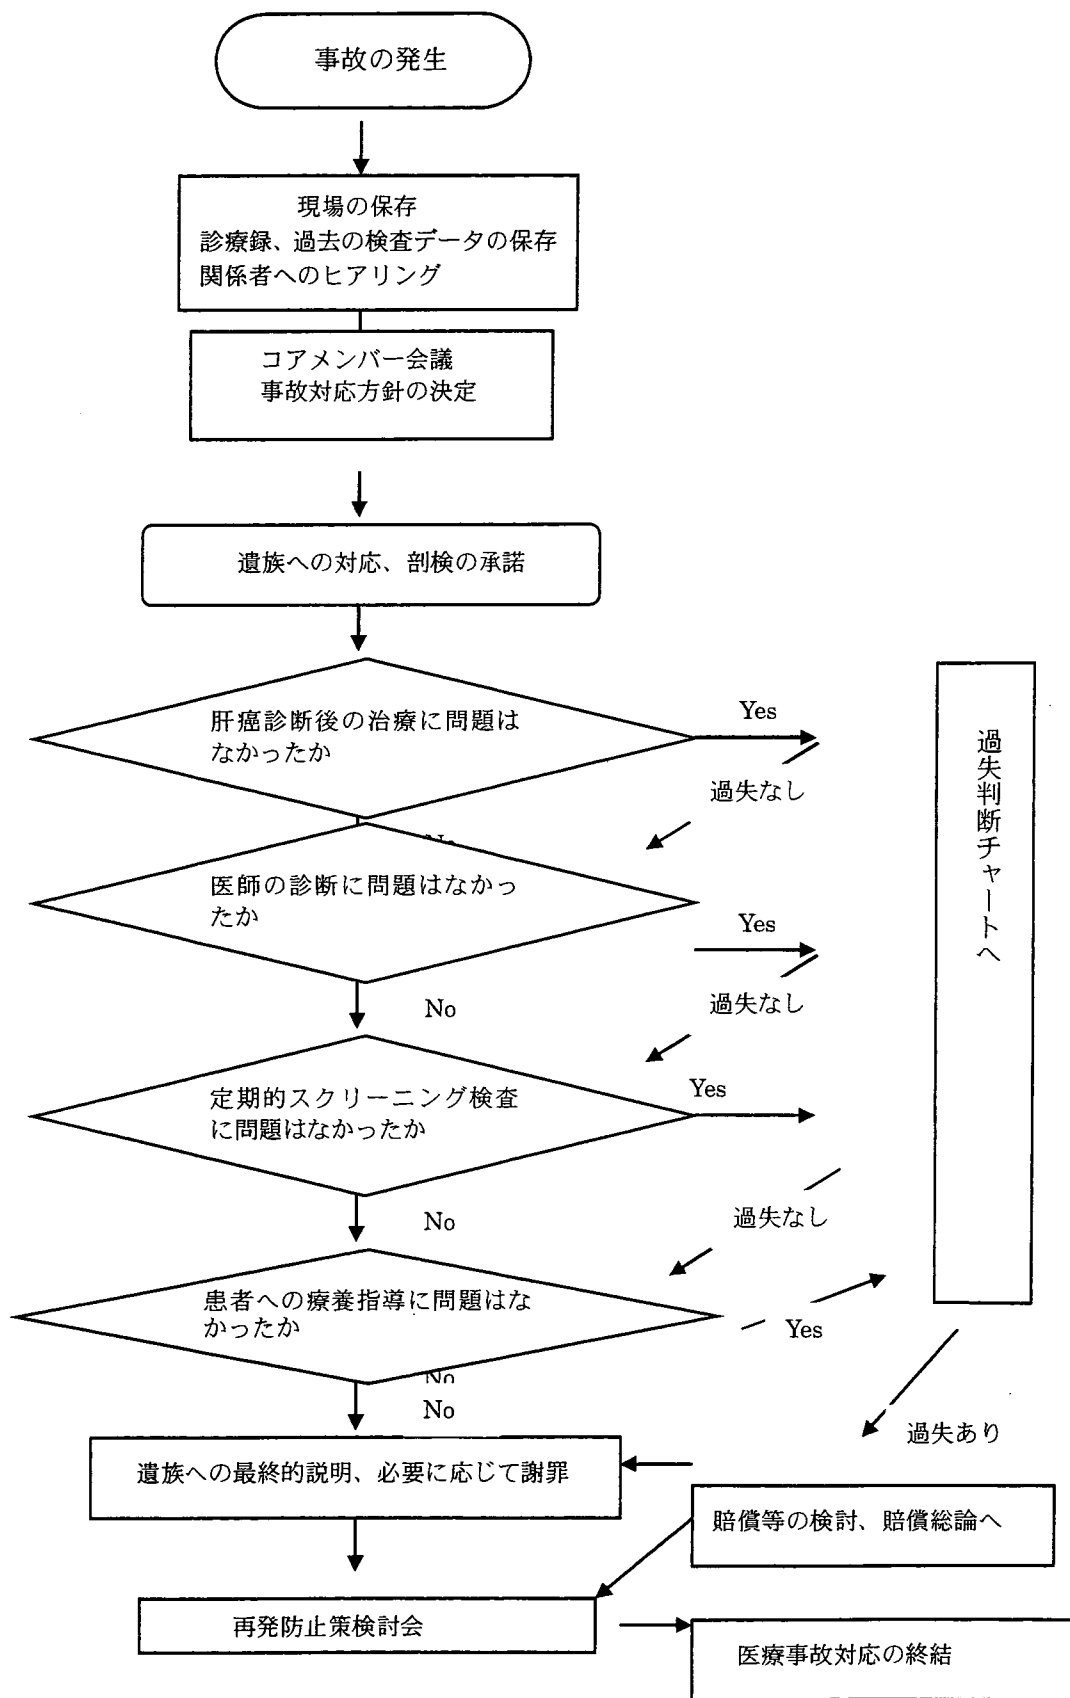 事故の発生
現場の保存
診療録、過去の検査データの保存
関係者へのヒアリング
コアメンバー会議
事故対応方針の決定
遺族への対応、剖検の承諾
肝癌診断後の治療に問題は
なかったか
Yes
過失なし
No
医師の診断に問題はなかっ
たか
Yes
過失なし
No
定期的スクリーニング検査
に問題はなかったか
Yes
過失なし
No
患者への療養指導に問題はな
かったか
Yes
No
No
過失判断チャートへ
過失あり
遺族への最終的説明、必要に応じて謝罪
賠償等の検討、賠償総論へ
再発防止策検討会
医療事故対応の終結